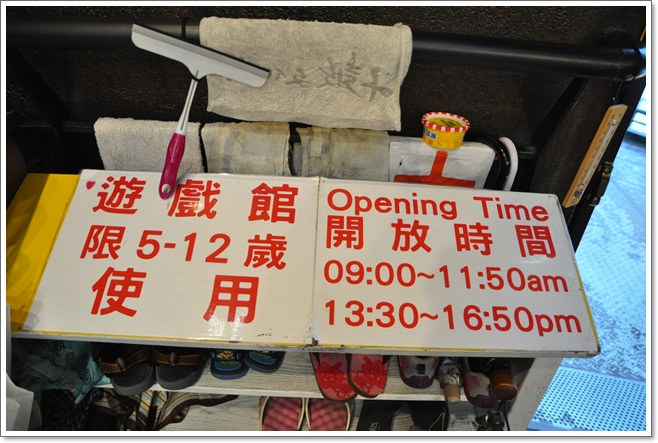 遊戲館
限5-12歲
使用
Opening Time
開放時間
09:00~11:50am
13:30~16:50pm